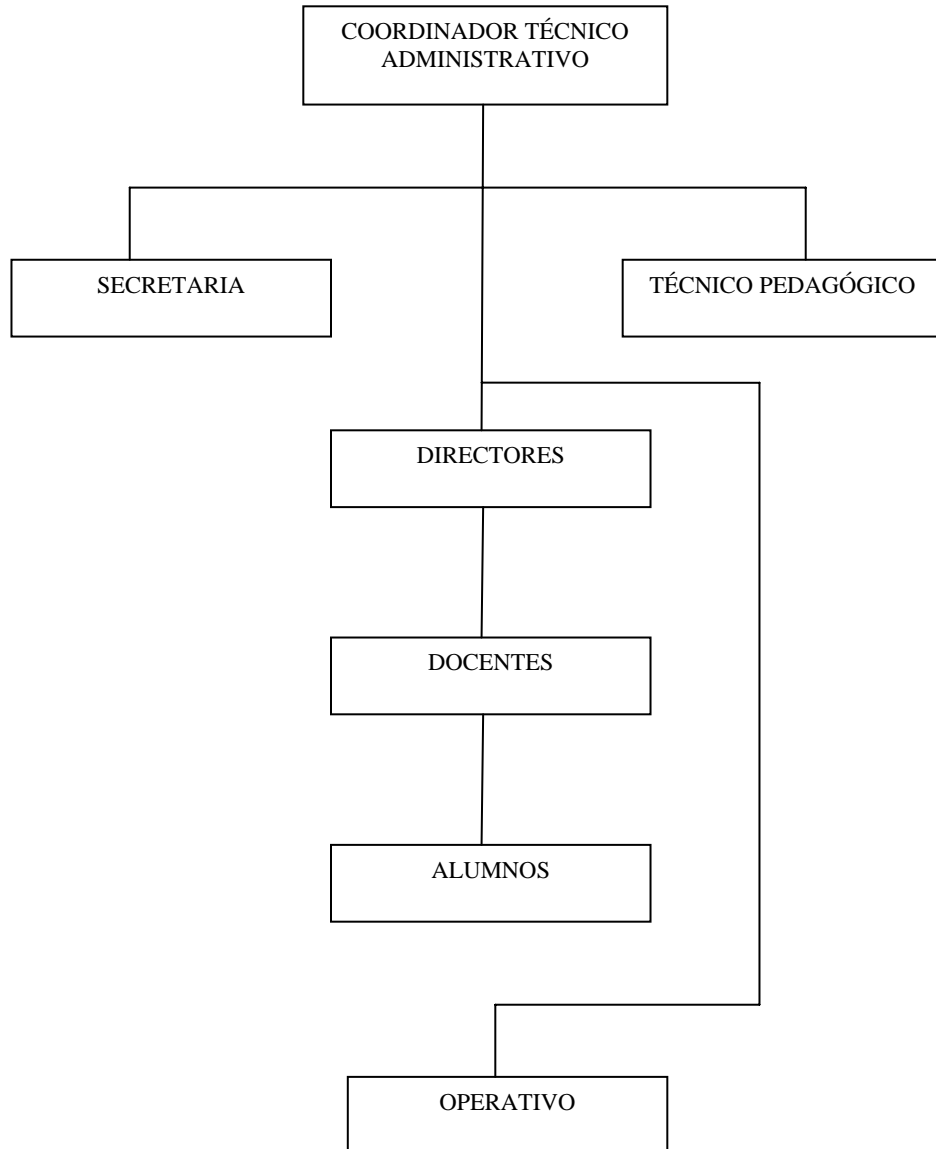 COORDINADOR TÉCNICO
ADMINISTRATIVO
SECRETARIA
TÉCNICO PEDAGÓGICO
DIRECTORES
DOCENTES
ALUMNOS
OPERATIVO